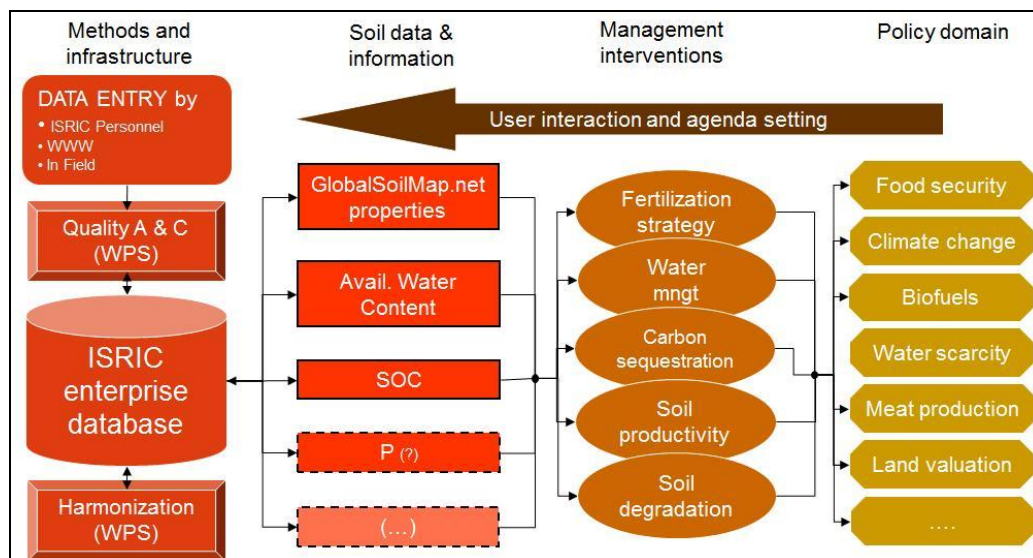 Methods and
infrastructure
Soil data &
information
Management
interventions
Policy domain
DATA ENTRY by
• ISRIC Personnel
• WWW
• In Field
User interaction and agenda setting
Quality A & C
(WPS)
ISRIC
enterprise
database
Harmonization
(WPS)
GlobalSoilMap.net
properties
Avail. Water
Content
SOC
P (?)
(...)
Fertilization
strategy
Water
mngt
Carbon
sequestration
Soil
productivity
Soil
degradation
Food security
Climate change
Biofuels
Water scarcity
Meat production
Land valuation
....